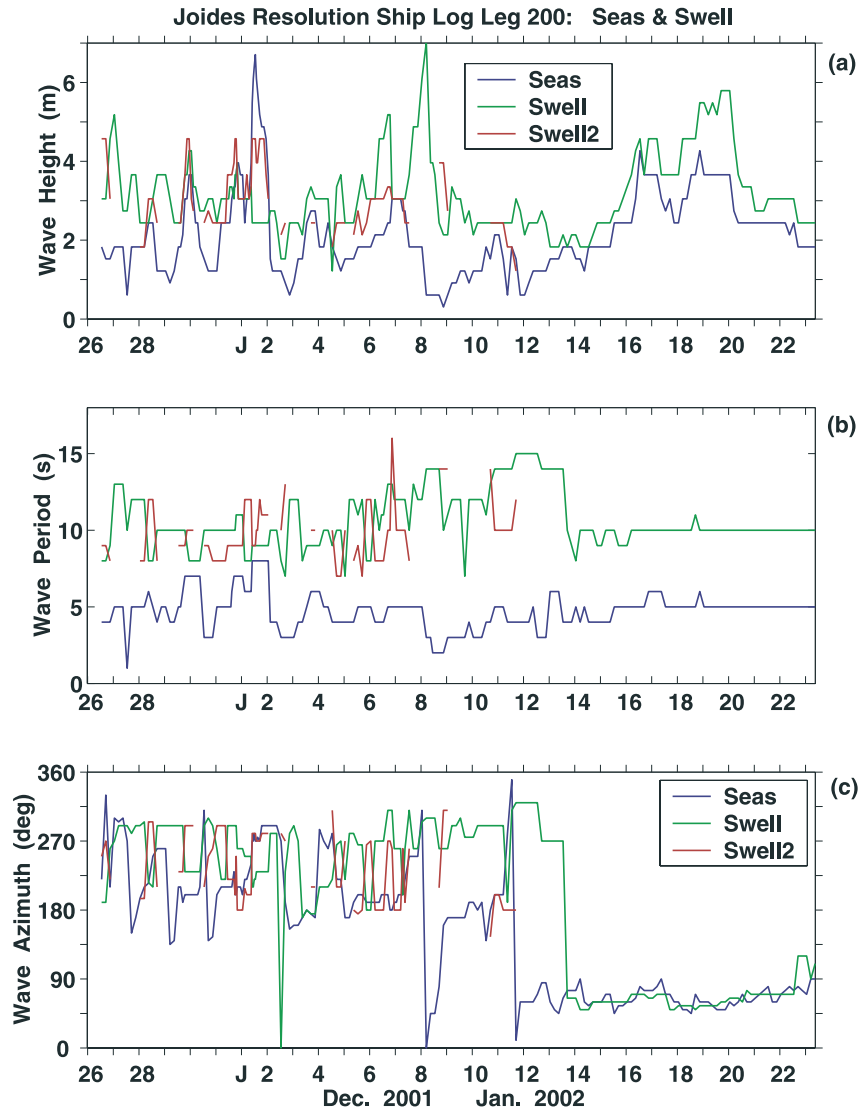 Joides Resolution Ship Log Leg 200: Seas & Swell
(a)
Wave Height (m)
6
4
2
0
Seas
Swell
Swell2
26 28 J 2 4 6 8 10 12 14 16 18 20 22
(b)
Wave Period (s)
15
10
5
0
26 28 J 2 4 6 8 10 12 14 16 18 20 22
(c)
Wave Azimuth (deg)
360
270
180
90
0
Seas
Swell
Swell2
26 28 J 2 4 6 8 10 12 14 16 18 20 22
Dec. 2001 Jan. 2002